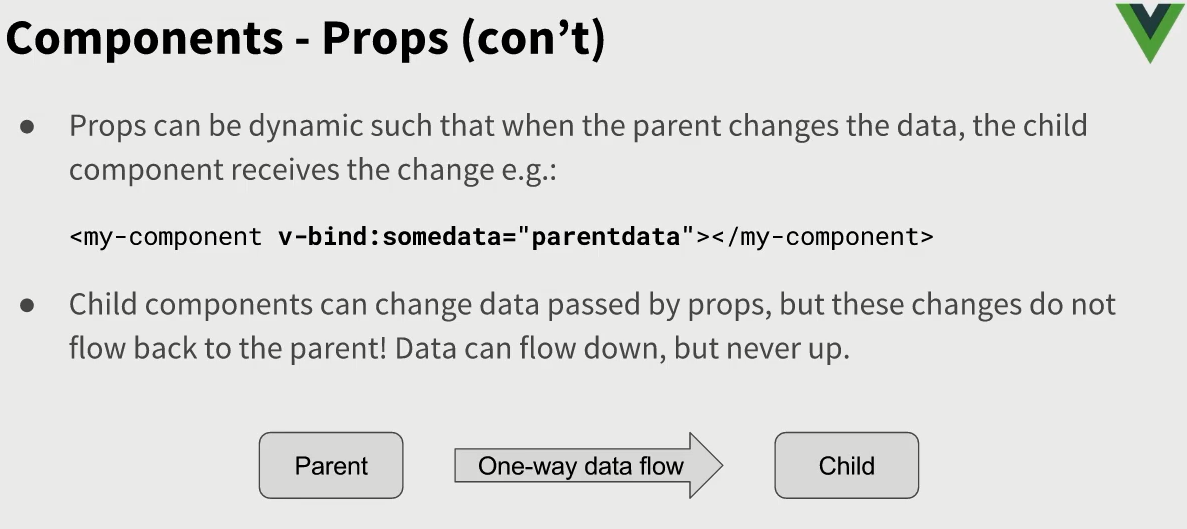 Components - Props (con’t)
● Props can be dynamic such that when the parent changes the data, the child
component receives the change e.g.:
<my-component v-bind:somedata="parentdata"></my-component>
● Child components can change data passed by props, but these changes do not
flow back to the parent! Data can flow down, but never up.
Parent
One-way data flow
Child